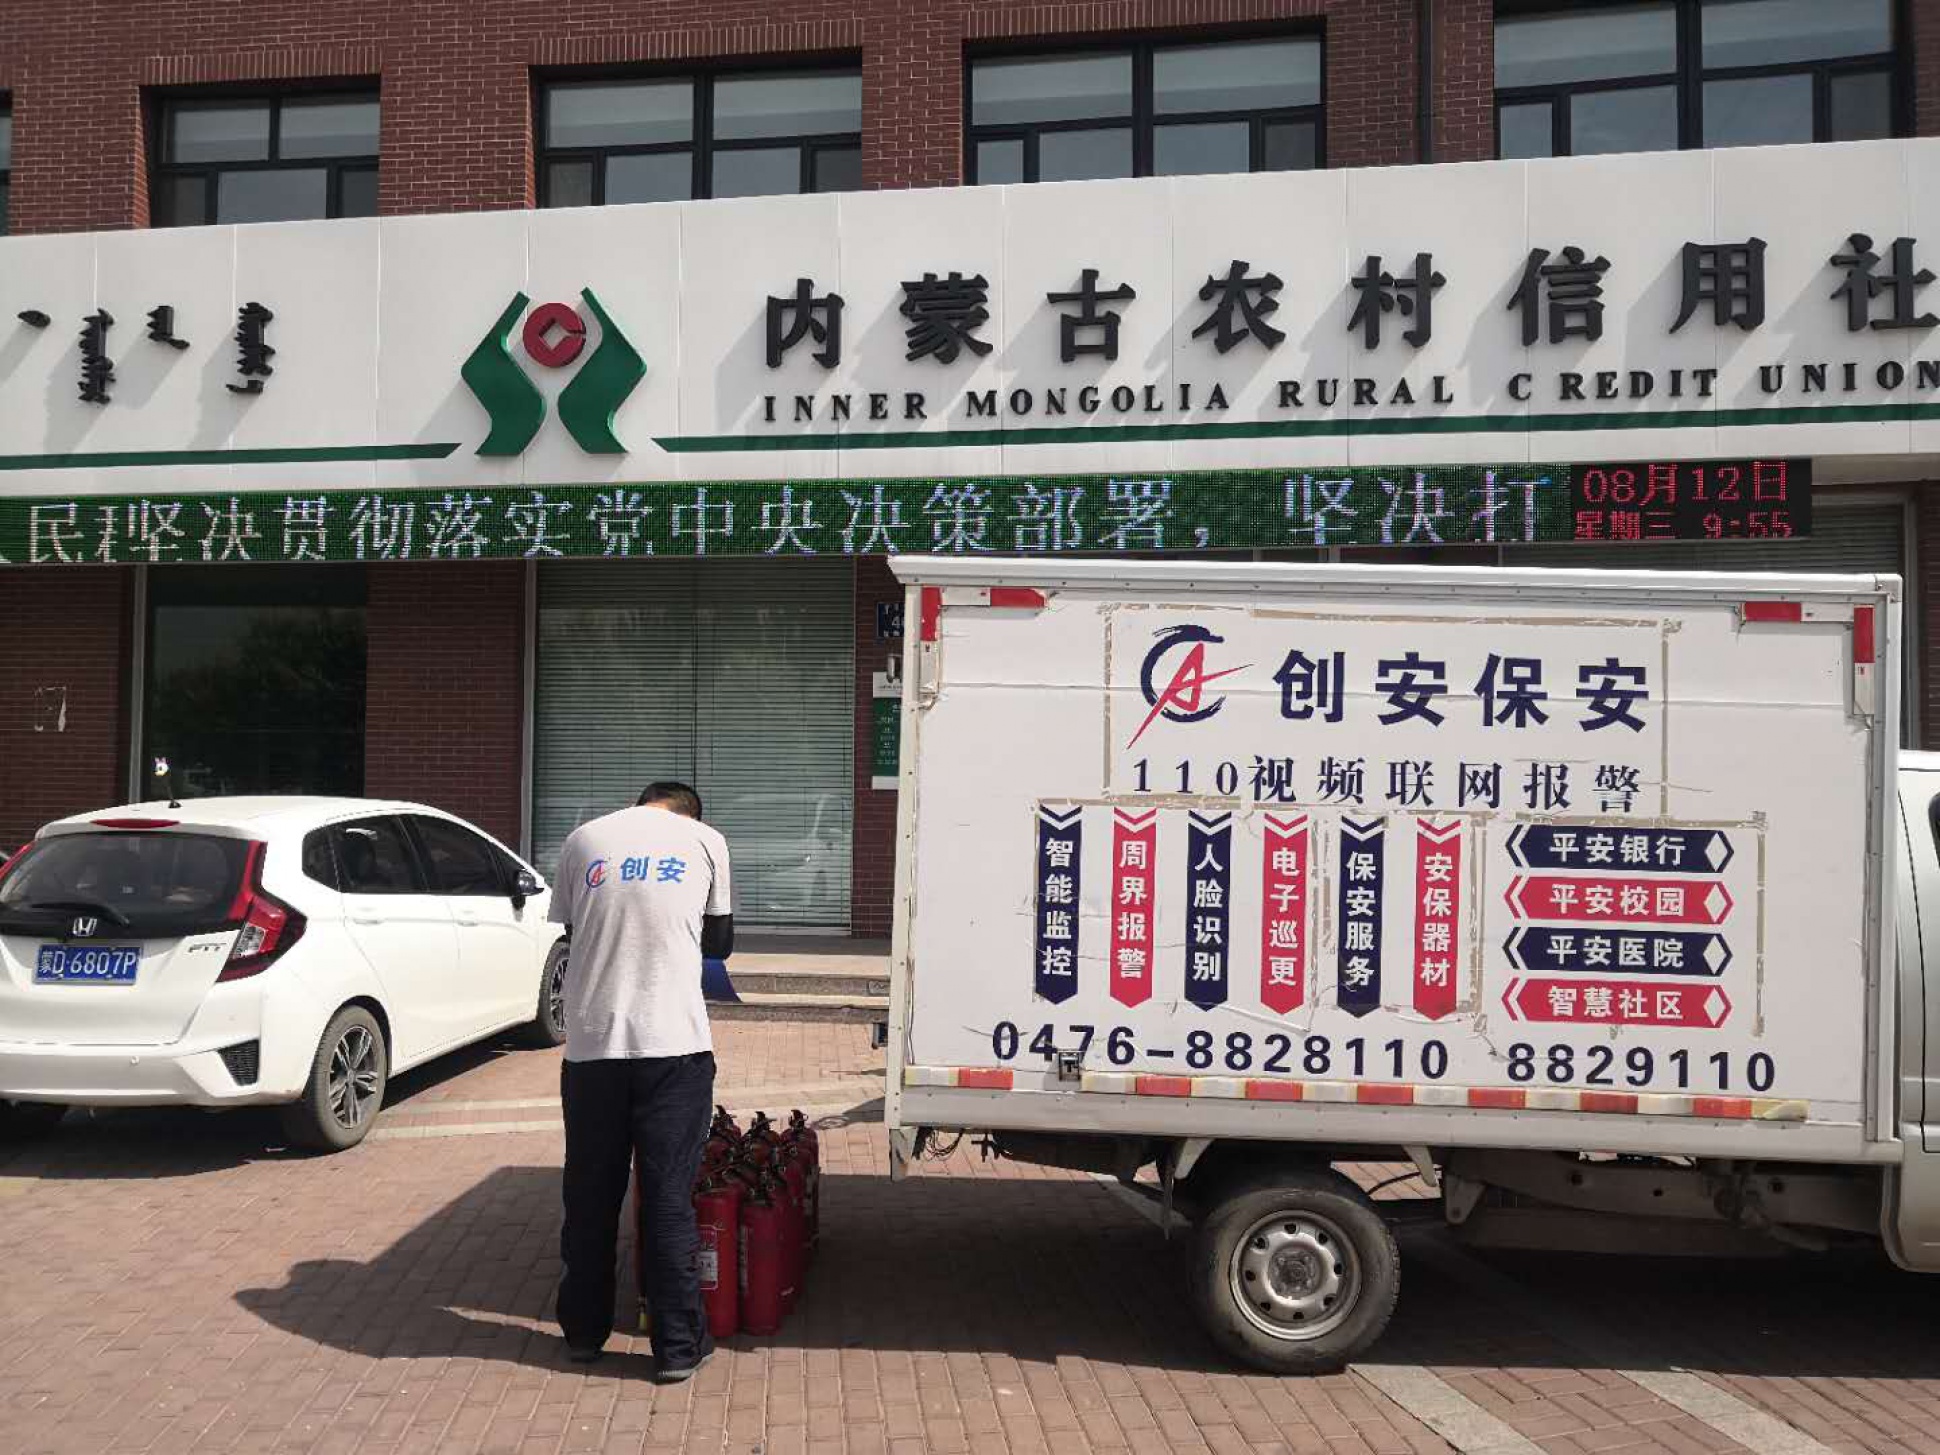 内蒙古农村信用社
INNER MONGOLIA RURAL CREDIT UNION
坚决贯彻落实党中央决策部署，坚决打
08月12日
星期三 9:55
创安保安
110视频联网报警
智能监控
周界报警
人脸识别
电子巡更
保安服务
安保器材
平安银行
平安校园
平安医院
智慧社区
0476-8828110 8829110
创安
蒙D·6807P
FIT